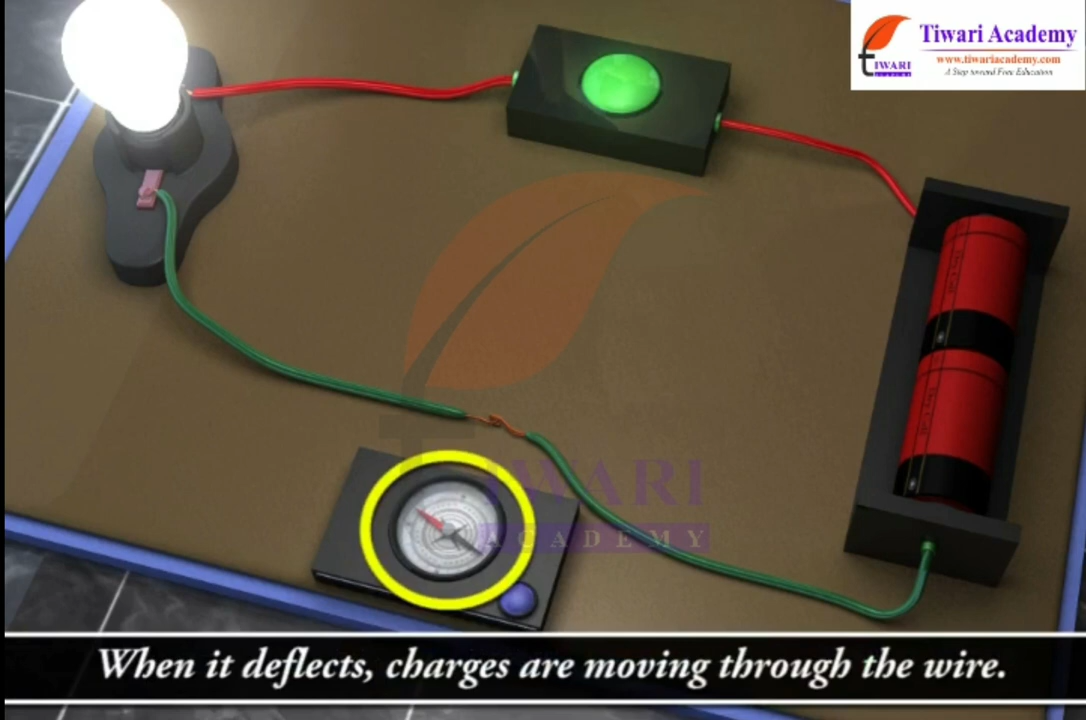 Tiwari Academy
www.tiwariacademy.com
TIWARI
A Step toward Free Education
TIWARI
ACADEMY
When it deflects, charges are moving through the wire.